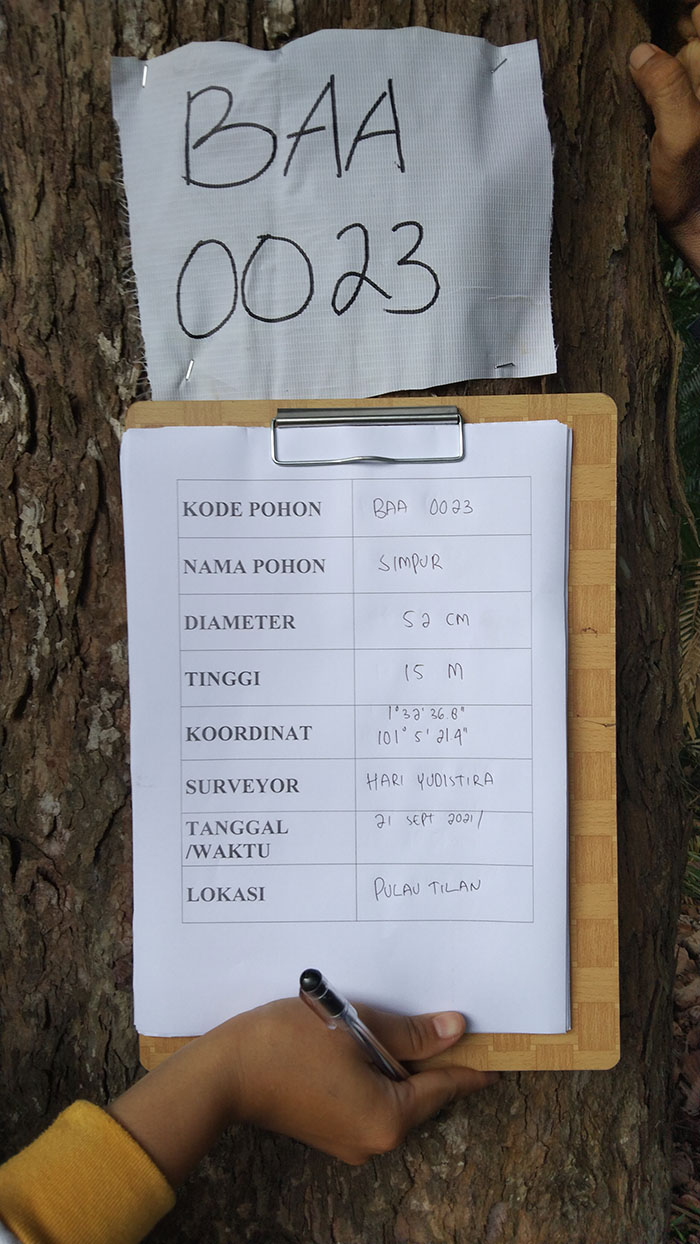 BAA
0023
KODE POHON BAA 0023
NAMA POHON SIMPUR
DIAMETER 52 CM
TINGGI 15 M
KOORDINAT 1°32'36.8"
101° 5' 21.4"
SURVEYOR HARI YUDISTIRA
TANGGAL 21 SEPT 2021/
/WAKTU
LOKASI PULAU TILAN